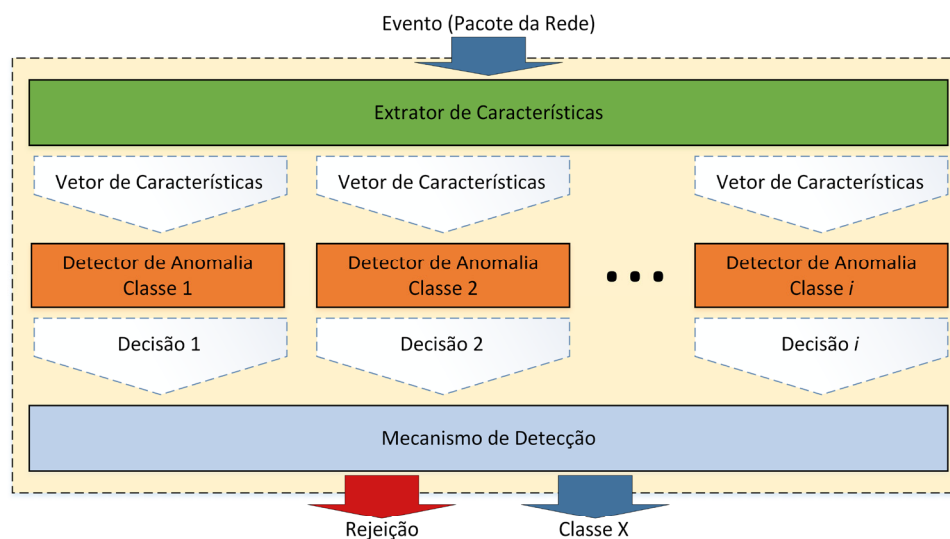 Evento (Pacote da Rede)
Extrator de Características
Vetor de Características
Vetor de Características
Vetor de Características
Detector de Anomalia
Classe 1
Detector de Anomalia
Classe 2
...
Detector de Anomalia
Classe i
Decisão 1
Decisão 2
Decisão i
Mecanismo de Detecção
Rejeição
Classe X